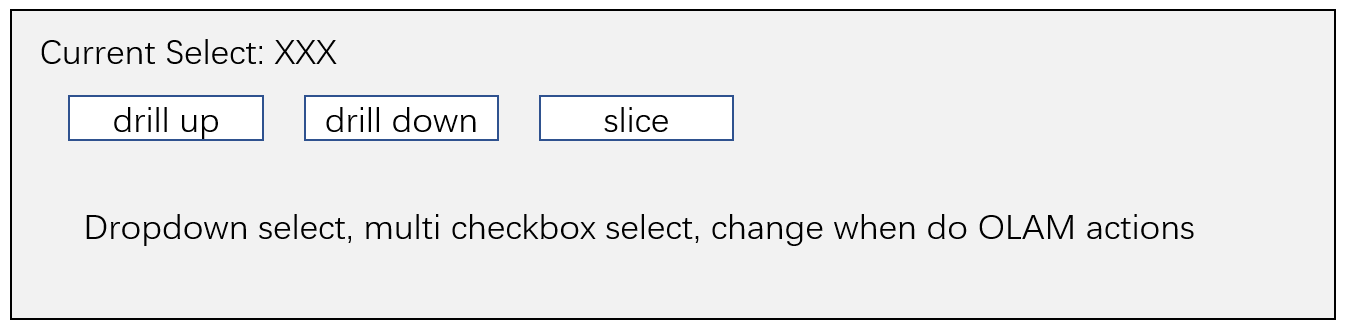 Current Select: XXX
drill up drill down slice
Dropdown select, multi checkbox select, change when do OLAM actions